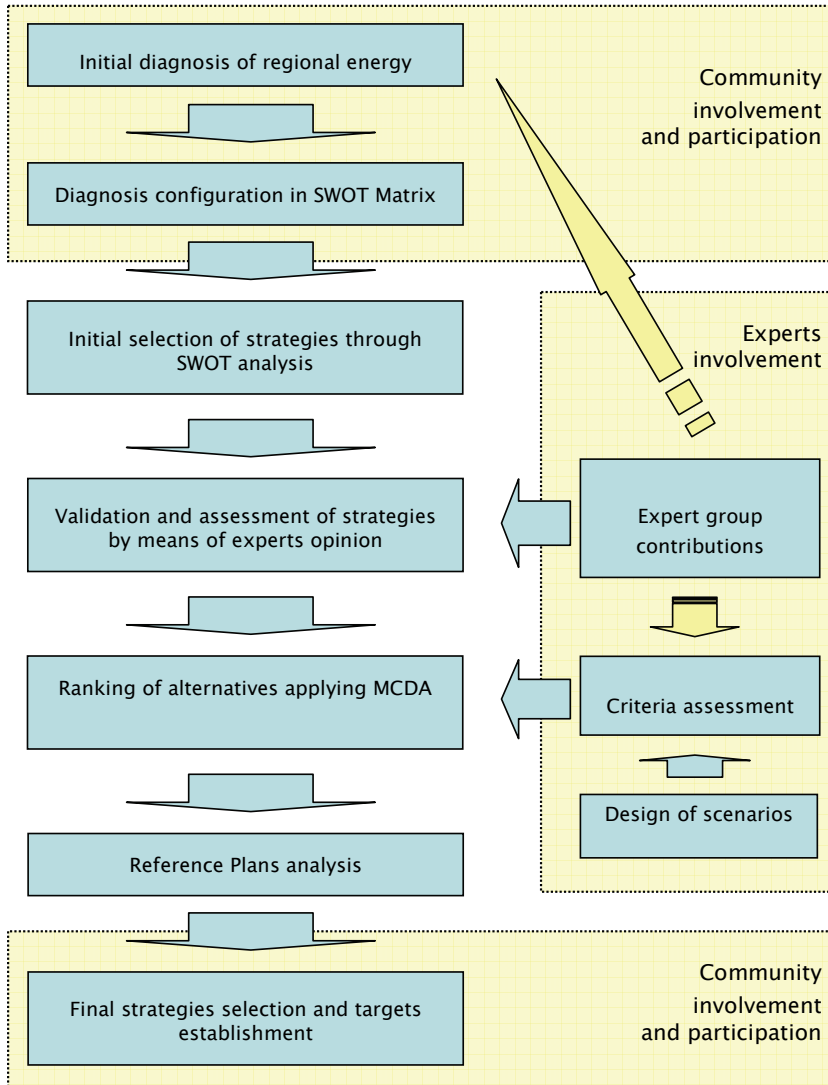 Initial diagnosis of regional energy
Community
involvement
and participation
Diagnosis configuration in SWOT Matrix
Initial selection of strategies through
SWOT analysis
Experts
involvement
Validation and assessment of strategies
by means of experts opinion
Expert group
contributions
Ranking of alternatives applying MCDA
Criteria assessment
Design of scenarios
Reference Plans analysis
Final strategies selection and targets
establishment
Community
involvement
and participation